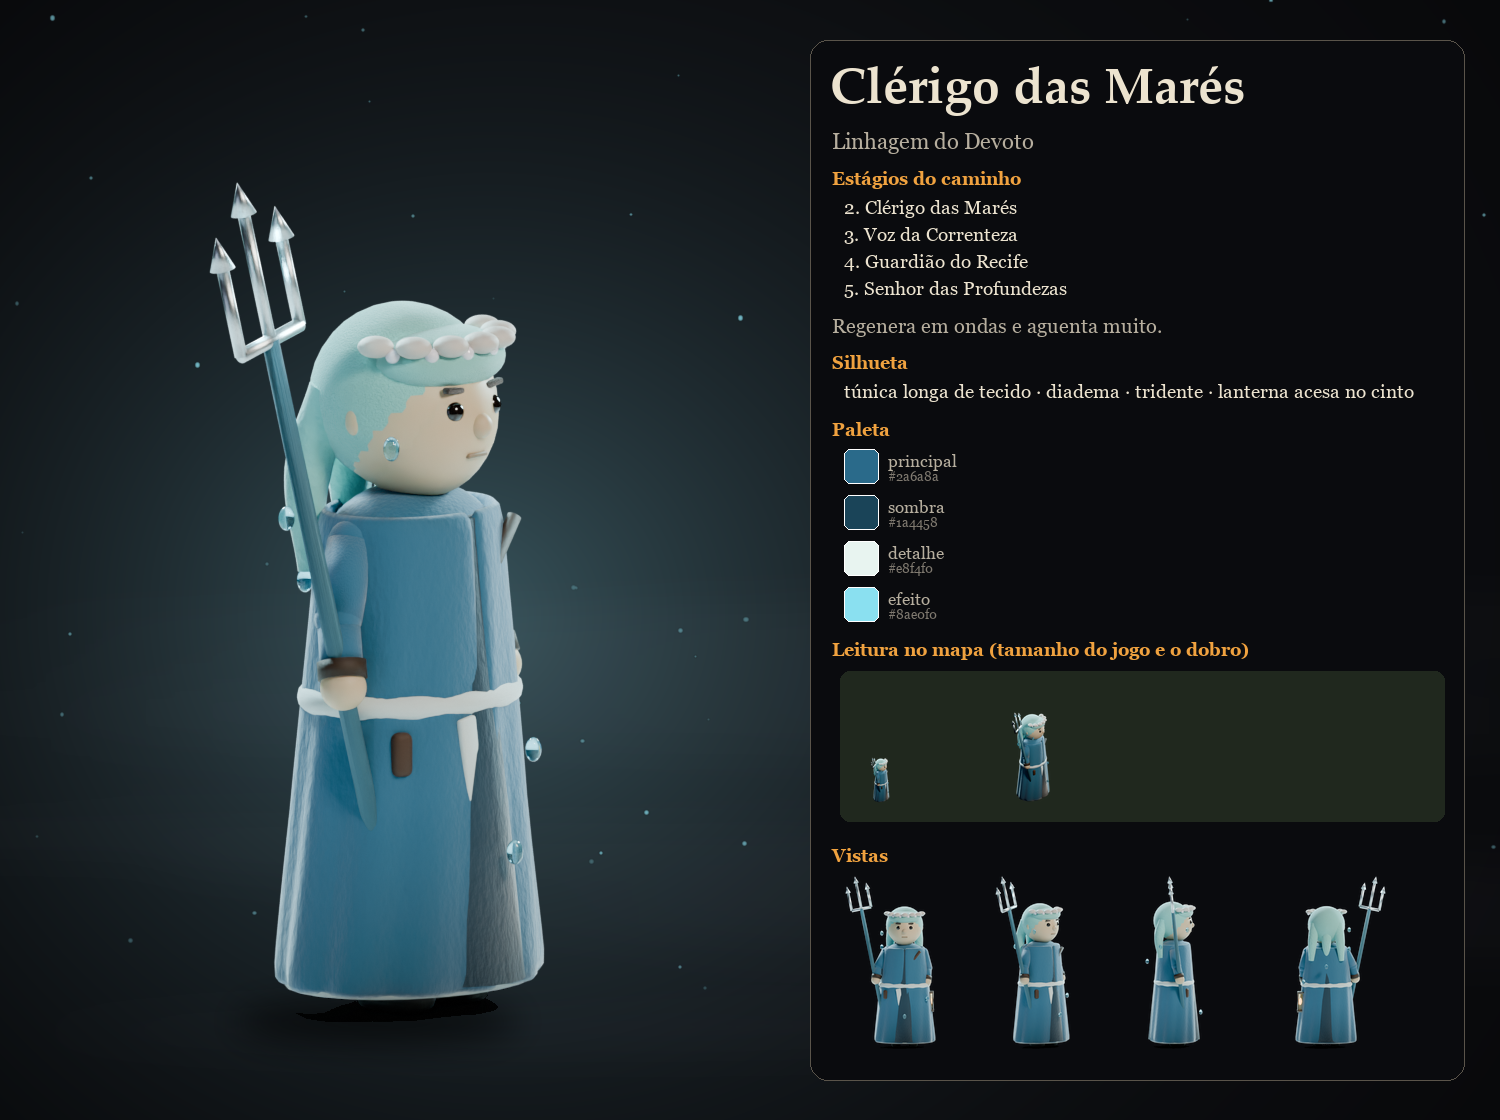 Clérigo das Marés
Linhagem do Devoto
Estágios do caminho
2. Clérigo das Marés
3. Voz da Correnteza
4. Guardião do Recife
5. Senhor das Profundezas
Regenera em ondas e aguenta muito.
Silhueta
túnica longa de tecido · diadema · tridente · lanterna acesa no cinto
Paleta
principal
#2a6a8a
sombra
#1a4458
detalhe
#e8f4f0
efeito
#8ae0f0
Leitura no mapa (tamanho do jogo e o dobro)
Vistas